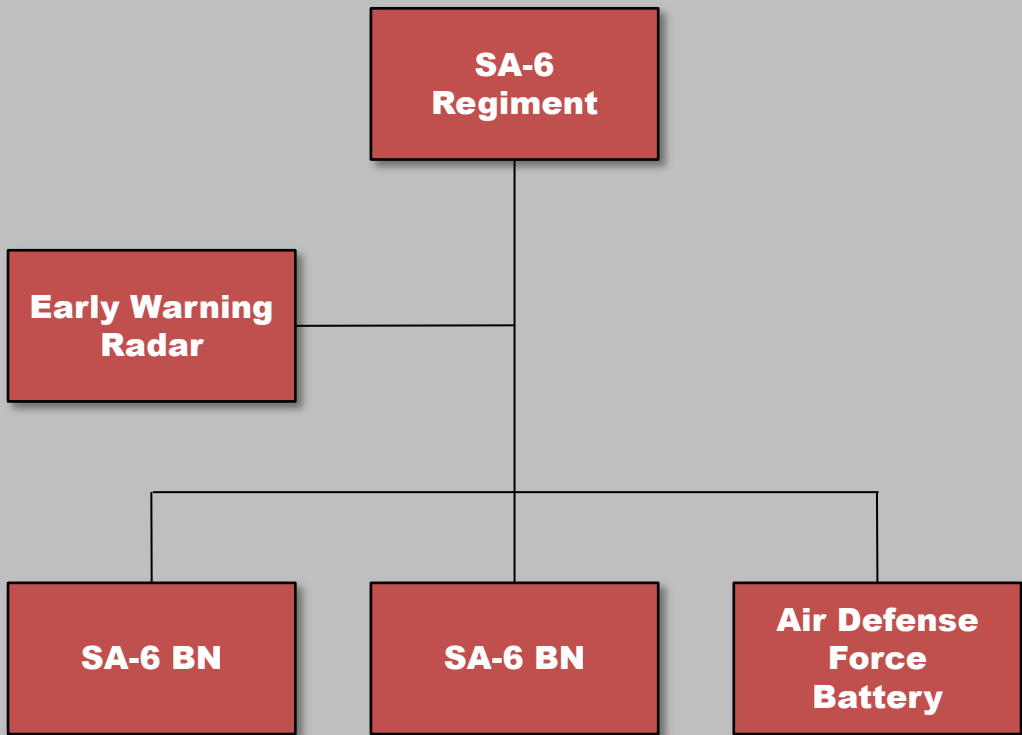 SA-6
Regiment
Early Warning
Radar
SA-6 BN
SA-6 BN
Air Defense
Force
Battery